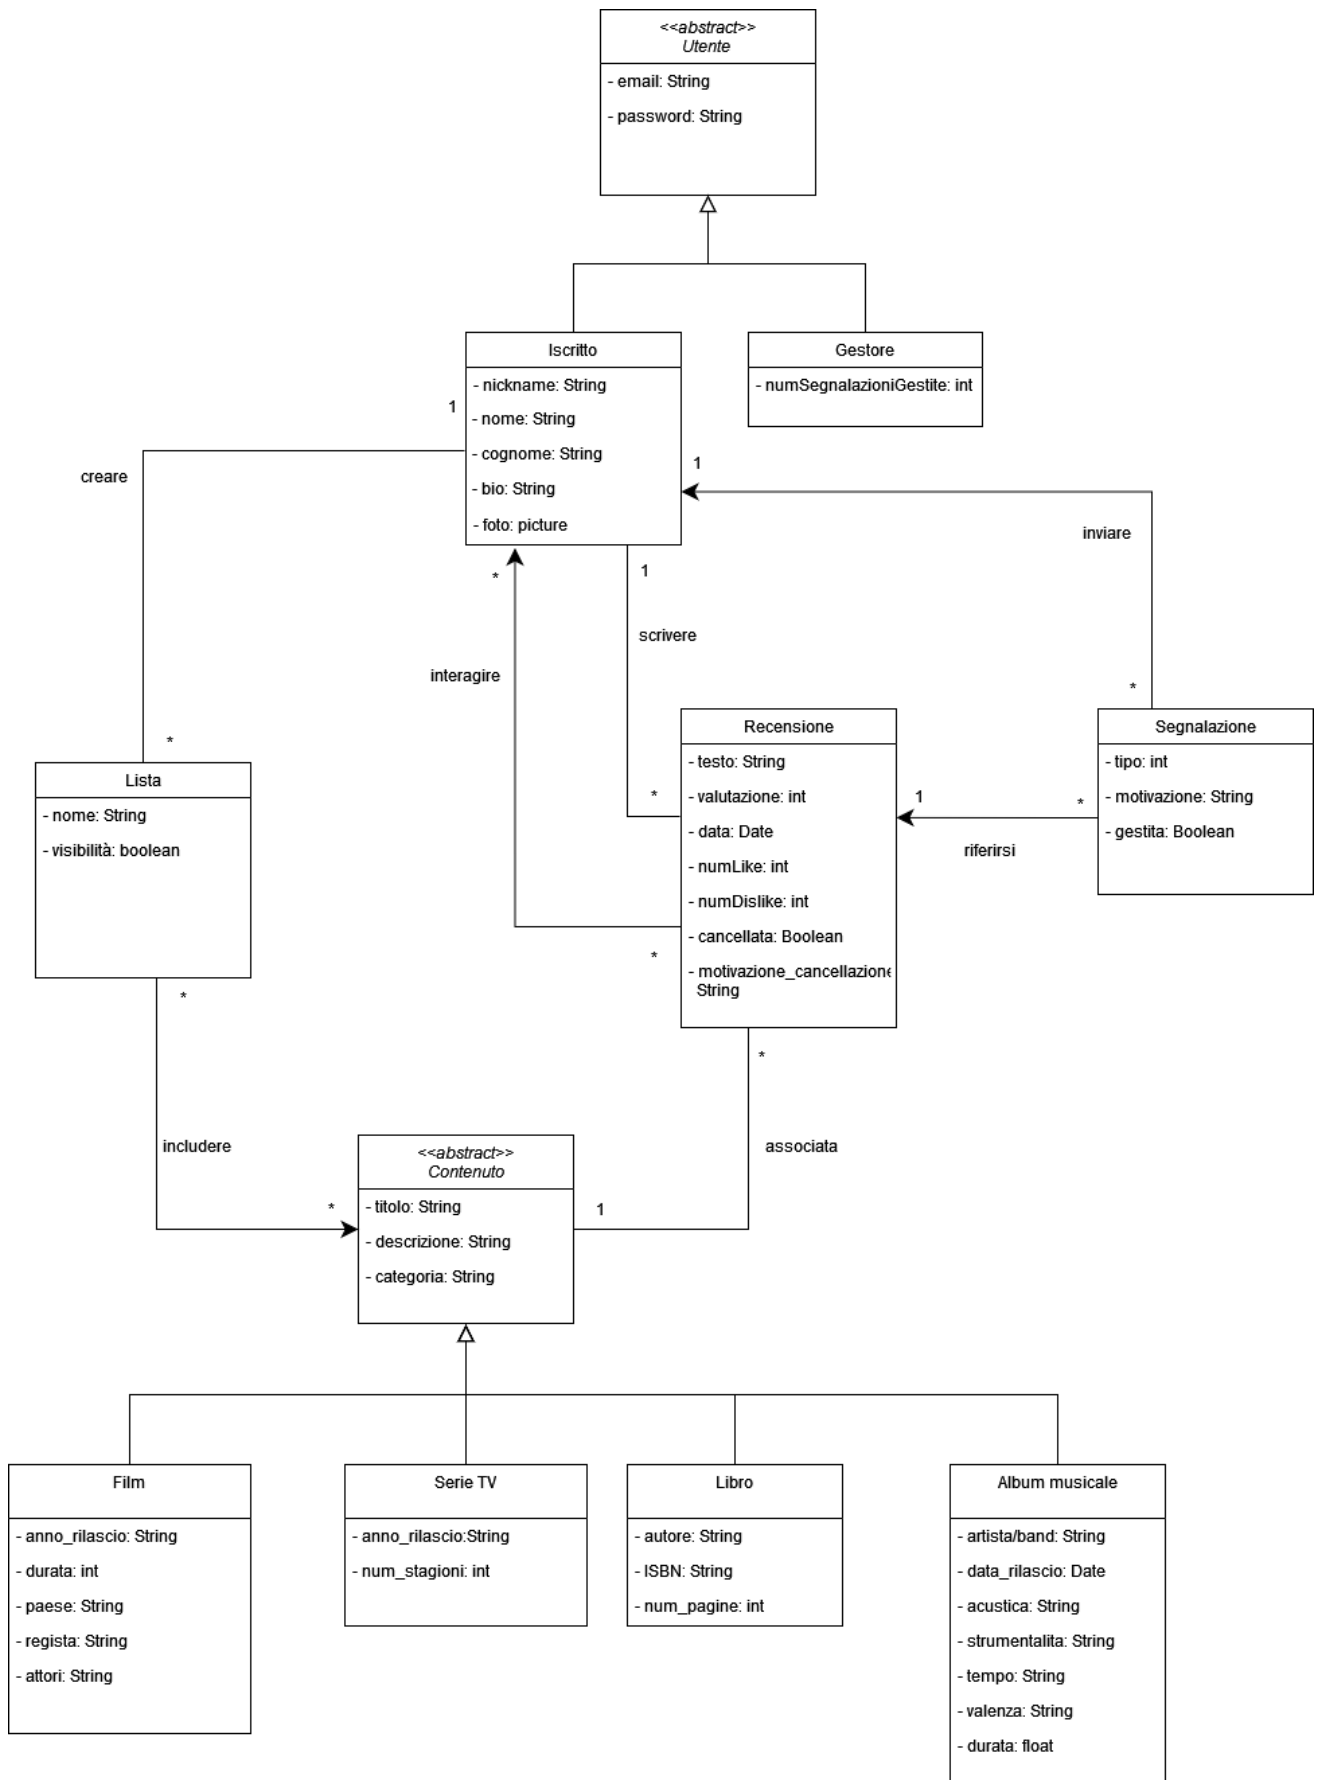 <<abstract>>
Utente
- email: String
- password: String
Iscritto
- nickname: String
- nome: String
- cognome: String
- bio: String
- foto: picture
Gestore
- numSegnalazioniGestite: int
1
creare
*
1
inviare
*
*
interagire
*
1
scrivere
*
Lista
- nome: String
- visibilità: boolean
Recensione
- testo: String
- valutazione: int
- data: Date
- numLike: int
- numDislike: int
- cancellata: Boolean
- motivazione_cancellazione
String
Segnalazione
- tipo: int
- motivazione: String
- gestita: Boolean
1
*
riferirsi
*
includere
*
*
associata
1
<<abstract>>
Contenuto
- titolo: String
- descrizione: String
- categoria: String
Film
- anno_rilascio: String
- durata: int
- paese: String
- regista: String
- attori: String
Serie TV
- anno_rilascio:String
- num_stagioni: int
Libro
- autore: String
- ISBN: String
- num_pagine: int
Album musicale
- artista/band: String
- data_rilascio: Date
- acustica: String
- strumentalita: String
- tempo: String
- valenza: String
- durata: float